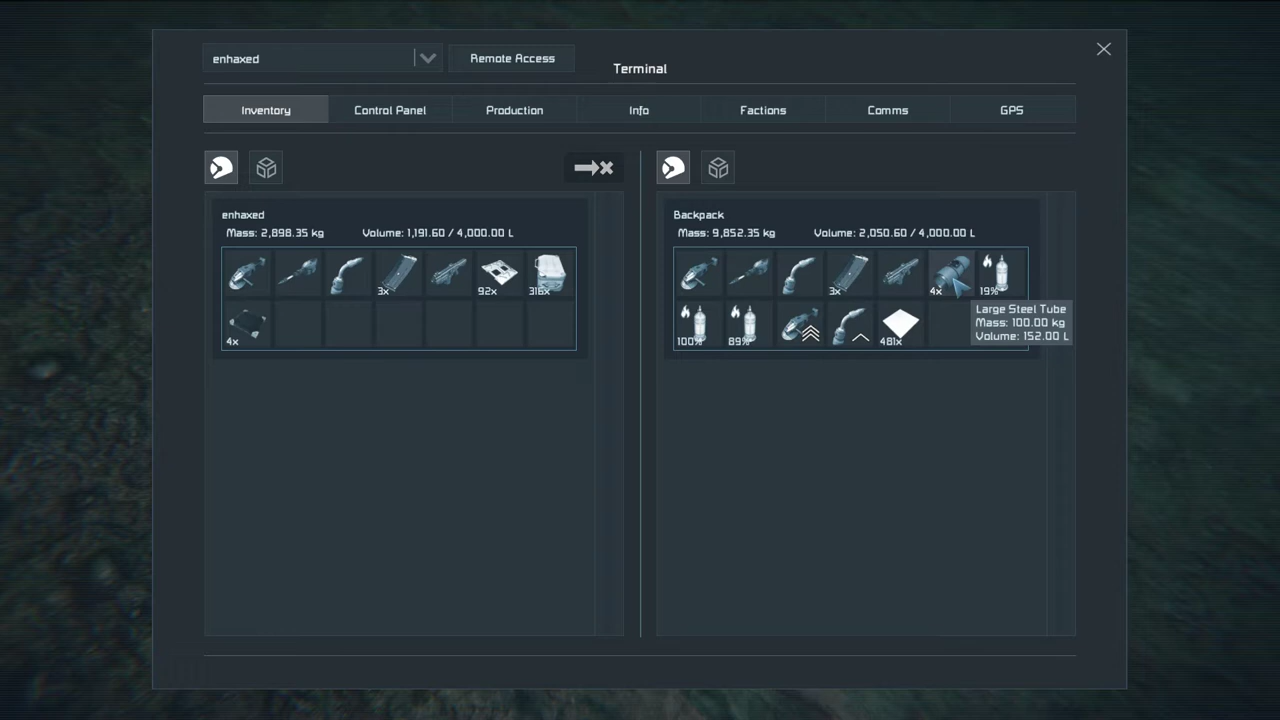 enhaxed
Remote Access
Terminal
Inventory
Control Panel
Production
Info
Factions
Comms
GPS
enhaxed
Mass: 2,898.35 kg
Volume: 1,191.60 / 4,000.00 L
3x
92x
316x
4x
Backpack
Mass: 9,852.35 kg
Volume: 2,050.60 / 4,000.00 L
3x
4x
19%
100%
89%
481x
Large Steel Tube
Mass: 100.00 kg
Volume: 152.00 L